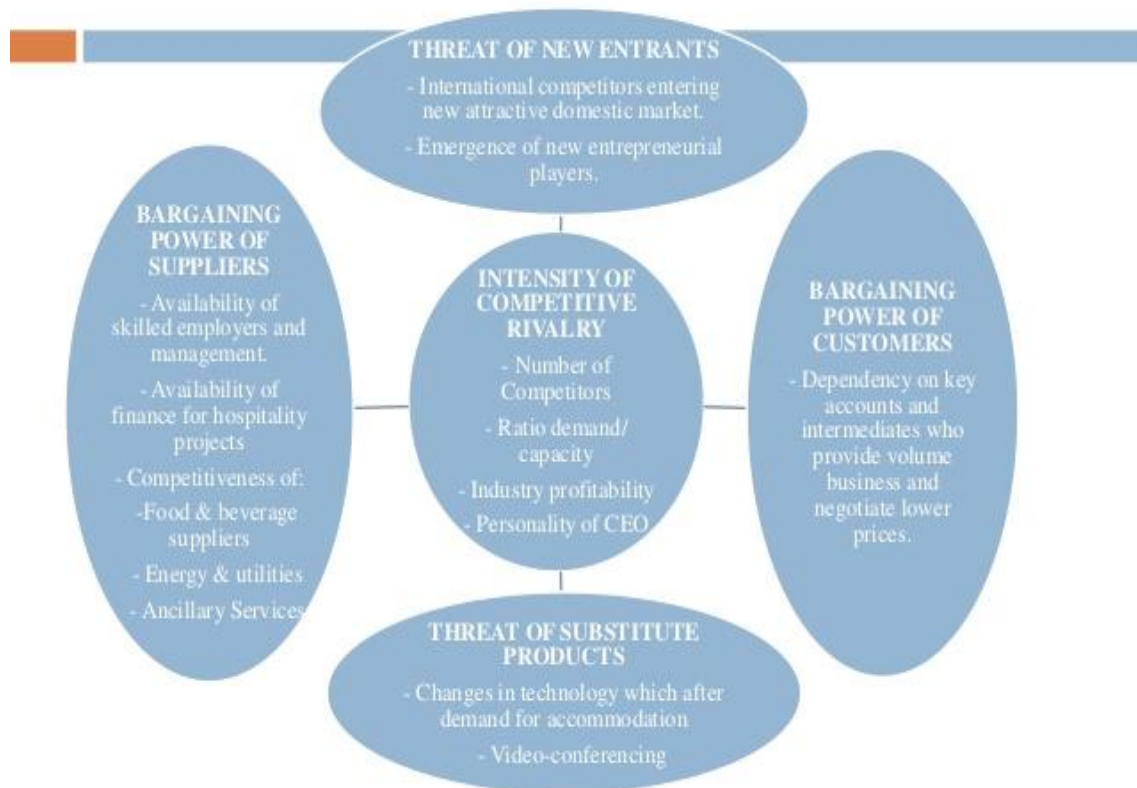 THREAT OF NEW ENTRANTS
- International competitors entering
new attractive domestic market.
- Emergence of new entrepreneurial
players.
BARGAINING
POWER OF
SUPPLIERS
- Availability of
skilled employers and
management.
- Availability of
finance for hospitality
projects
- Competitiveness of:
-Food & beverage
suppliers
- Energy & utilities
- Ancillary Services
INTENSITY OF
COMPETITIVE
RIVALRY
- Number of
Competitors
- Ratio demand/
capacity
- Industry profitability
- Personality of CEO
BARGAINING
POWER OF
CUSTOMERS
- Dependency on key
accounts and
intermediates who
provide volume
business and
negotiate lower
prices.
THREAT OF SUBSTITUTE
PRODUCTS
- Changes in technology which after
demand for accommodation
- Video-conferencing